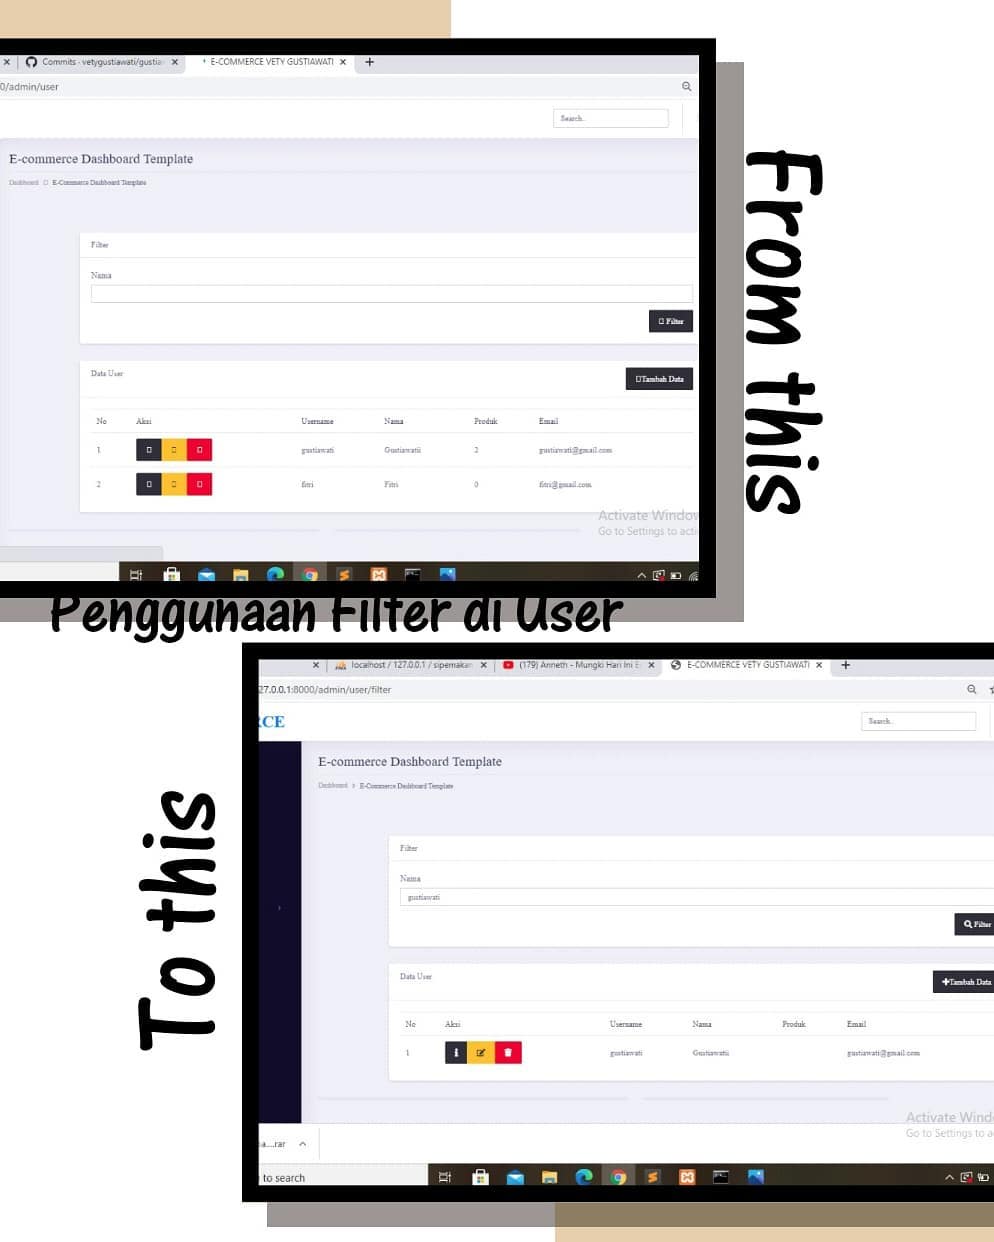 Commits · vetygustiawati/gustia
E-COMMERCE VETY GUSTIAWATI
0/admin/user
Search..
E-commerce Dashboard Template
Dashboard E-Commerce Dashboard Template
Filter
Nama
Filter
Data User
Tambah Data
No Aksi Username Nama Produk Email
1 gustiawati Gustiawatii 2 gustiawati@gmail.com
2 fitri Fitri 0 fitri@gmail.com
Activate Window
Go to Settings to acti
From this
Penggunaan Filter di User
localhost / 127.0.0.1 / sipemakan
(179) Anneth - Mungki Hari Ini E
E-COMMERCE VETY GUSTIAWATI
27.0.0.1:8000/admin/user/filter
RCE
Search..
E-commerce Dashboard Template
Dashboard › E-Commerce Dashboard Template
Filter
Nama
gustiawati
Filter
Data User
+Tambah Data
No Aksi Username Nama Produk Email
1 gustiawati Gustiawatii gustiawati@gmail.com
To this
Activate Wind
Go to Settings to a
a....rar
to search